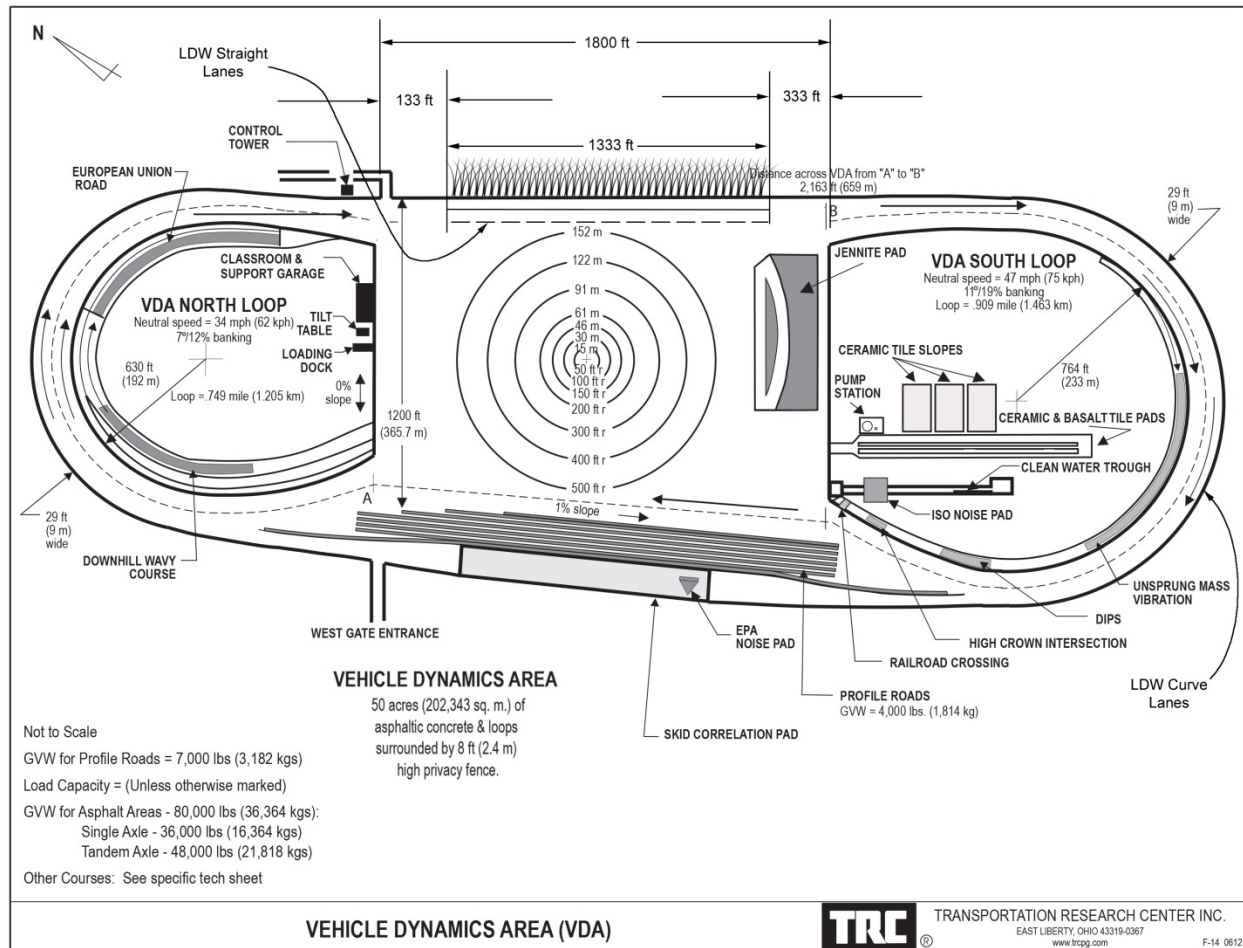 N
1800 ft
LDW Straight
Lanes
133 ft
333 ft
1333 ft
CONTROL
TOWER
EUROPEAN UNION
ROAD
Distance across VDA from "A" to "B"
2,163 ft (659 m)
B
29 ft
(9 m)
wide
CLASSROOM &
SUPPORT GARAGE
TILT
TABLE
LOADING
DOCK
0%
slope
VDA NORTH LOOP
Neutral speed = 34 mph (62 kph)
7°/12% banking
630 ft
(192 m)
Loop =.749 mile (1.205 km)
1200 ft
(365.7 m)
152 m
122 m
91 m
61 m
46 m
30 m
15 m
50 ft r
100 ft r
150 ft r
200 ft r
300 ft r
400 ft r
500 ft r
JENNITE PAD
VDA SOUTH LOOP
Neutral speed = 47 mph (75 kph)
11°/19% banking
Loop = .909 mile (1.463 km)
CERAMIC TILE SLOPES
PUMP
STATION
764 ft
(233 m)
CERAMIC & BASALT TILE PADS
CLEAN WATER TROUGH
ISO NOISE PAD
A
1% slope
29 ft
(9 m)
wide
DOWNHILL WAVY
COURSE
UNSPRUNG MASS
VIBRATION
DIPS
HIGH CROWN INTERSECTION
RAILROAD CROSSING
WEST GATE ENTRANCE
EPA
NOISE PAD
PROFILE ROADS
GVW = 4,000 lbs. (1,814 kg)
SKID CORRELATION PAD
LDW Curve
Lanes
VEHICLE DYNAMICS AREA
50 acres (202,343 sq. m.) of
asphaltic concrete & loops
surrounded by 8 ft (2.4 m)
high privacy fence.
Not to Scale
GVW for Profile Roads = 7,000 lbs (3,182 kgs)
Load Capacity = (Unless otherwise marked)
GVW for Asphalt Areas - 80,000 lbs (36,364 kgs):
Single Axle - 36,000 lbs (16,364 kgs)
Tandem Axle - 48,000 lbs (21,818 kgs)
Other Courses: See specific tech sheet
VEHICLE DYNAMICS AREA (VDA)
TRC ®
TRANSPORTATION RESEARCH CENTER INC.
EAST LIBERTY, OHIO 43319-0367
www.trcpg.com
F-14 0612